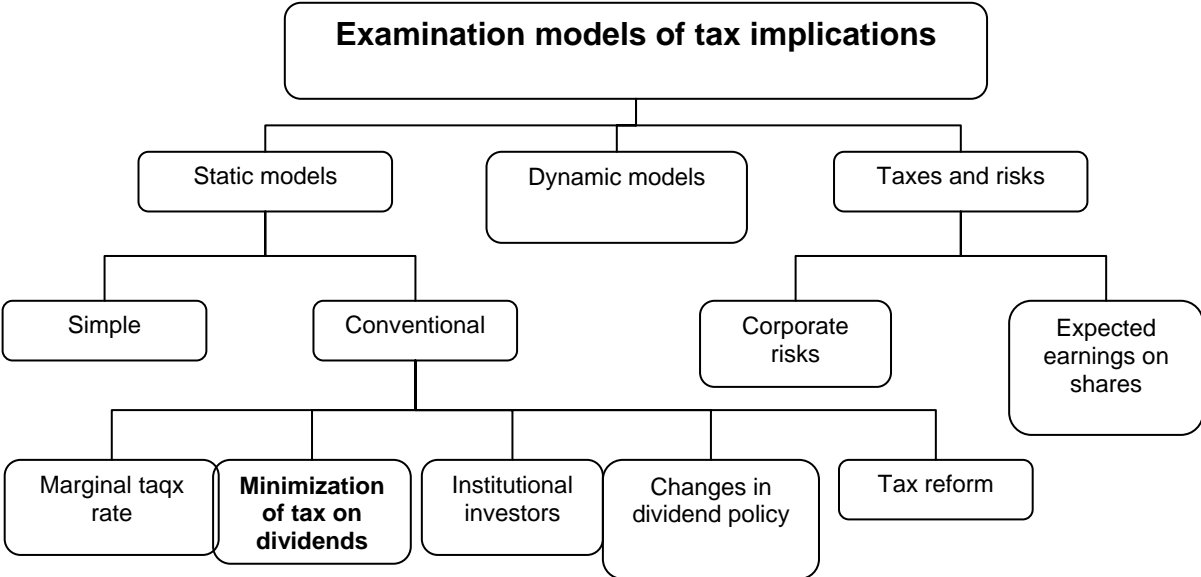 Examination models of tax implications
Static models
Dynamic models
Taxes and risks
Simple
Conventional
Corporate
risks
Expected
earnings on
shares
Marginal taqx
rate
Minimization
of tax on
dividends
Institutional
investors
Changes in
dividend policy
Tax reform